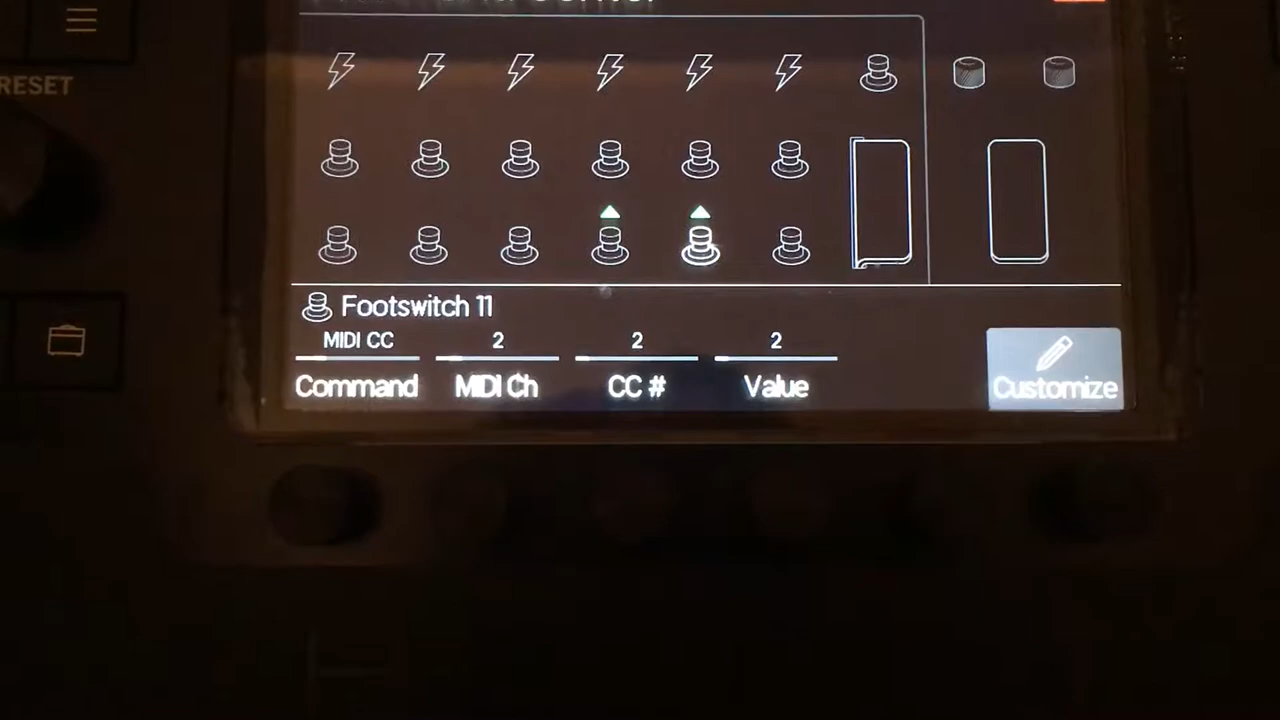 RESET
Footswitch 11
MIDI CC 2 2 2
Command MIDI Ch CC # Value Customize